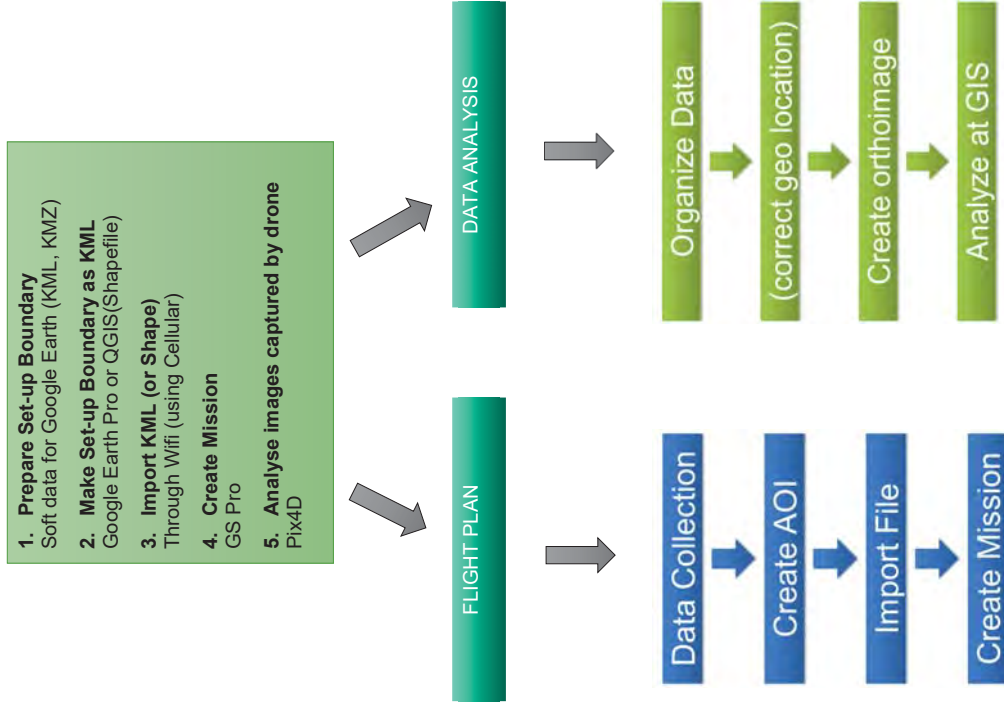 1. Prepare Set-up Boundary
Soft data for Google Earth (KML, KMZ)
2. Make Set-up Boundary as KML
Google Earth Pro or QGIS(Shapefile)
3. Import KML (or Shape)
Through Wifi (using Cellular)
4. Create Mission
GS Pro
5. Analyse images captured by drone
Pix4D
FLIGHT PLAN
Data Collection
Create AOI
Import File
Create Mission
DATA ANALYSIS
Organize Data
(correct geo location)
Create orthoimage
Analyze at GIS